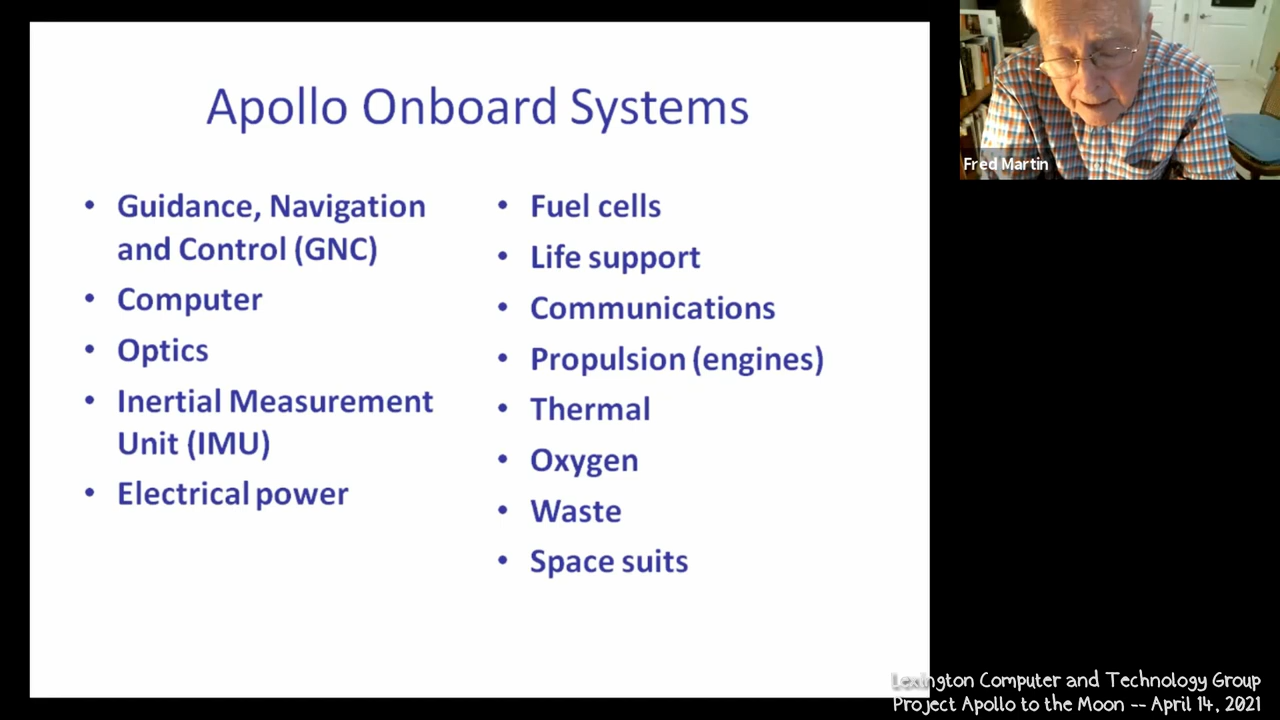 Apollo Onboard Systems
• Guidance, Navigation
and Control (GNC)
• Computer
• Optics
• Inertial Measurement
Unit (IMU)
• Electrical power
• Fuel cells
• Life support
• Communications
• Propulsion (engines)
• Thermal
• Oxygen
• Waste
• Space suits
Fred Martin
Lexington Computer and Technology Group
Project Apollo to the Moon -- April 14, 2021